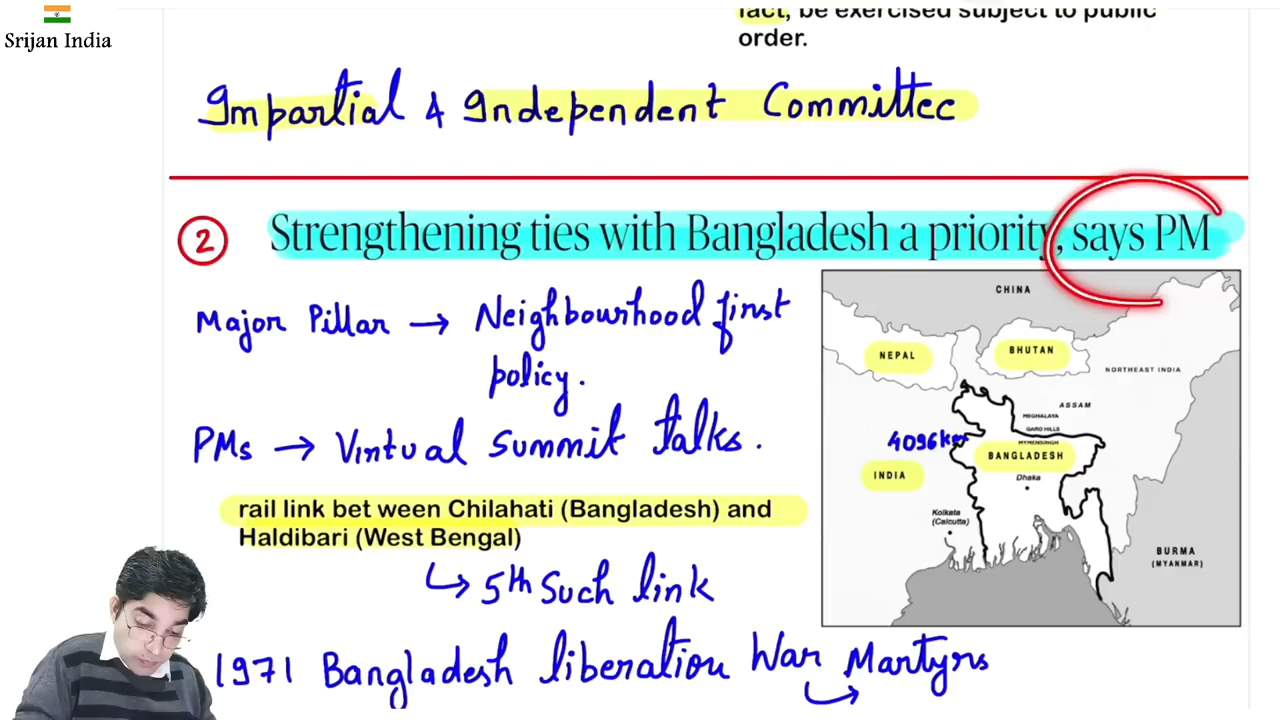 Srijan India
fact, be exercised subject to public
order.
Impartial & Independent Committee
2 Strengthening ties with Bangladesh a priority, says PM
Major Pillar → Neighbourhood first
policy.
PMs → Virtual summit talks.
rail link bet ween Chilahati (Bangladesh) and
Haldibari (West Bengal)
↳ 5th Such link
1971 Bangladesh liberation War Martyrs
CHINA
NEPAL
BHUTAN
NORTHEAST INDIA
ASSAM
MEGHALAYA
GARO HILLS
4096 km
MYMENSINGH
BANGLADESH
INDIA
Dhaka
Kolkata
(Calcutta)
BURMA
(MYANMAR)